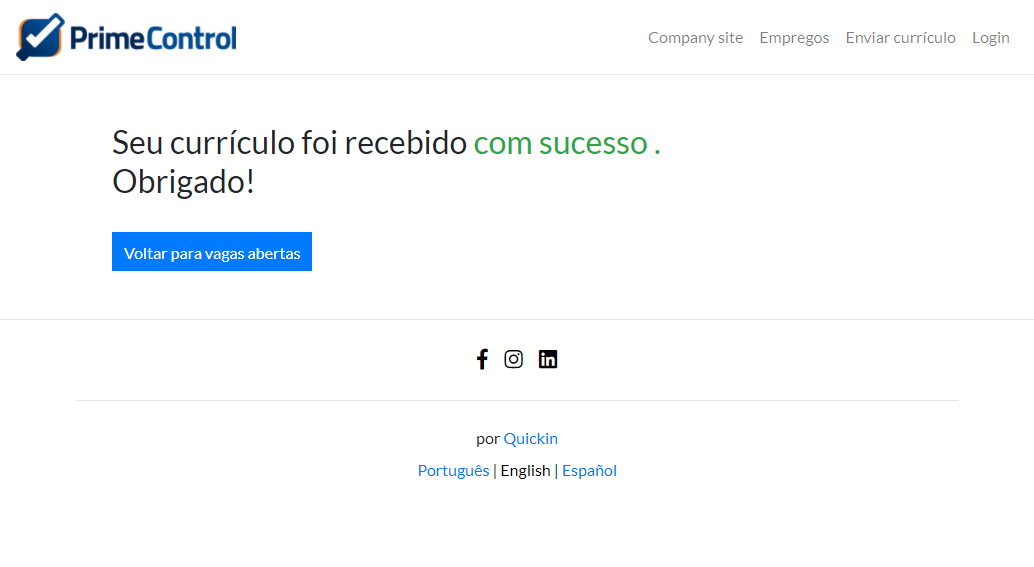 PrimeControl
Company site Empregos Enviar currículo Login
Seu currículo foi recebido com sucesso .
Obrigado!
Voltar para vagas abertas
por Quickin
Português | English | Español